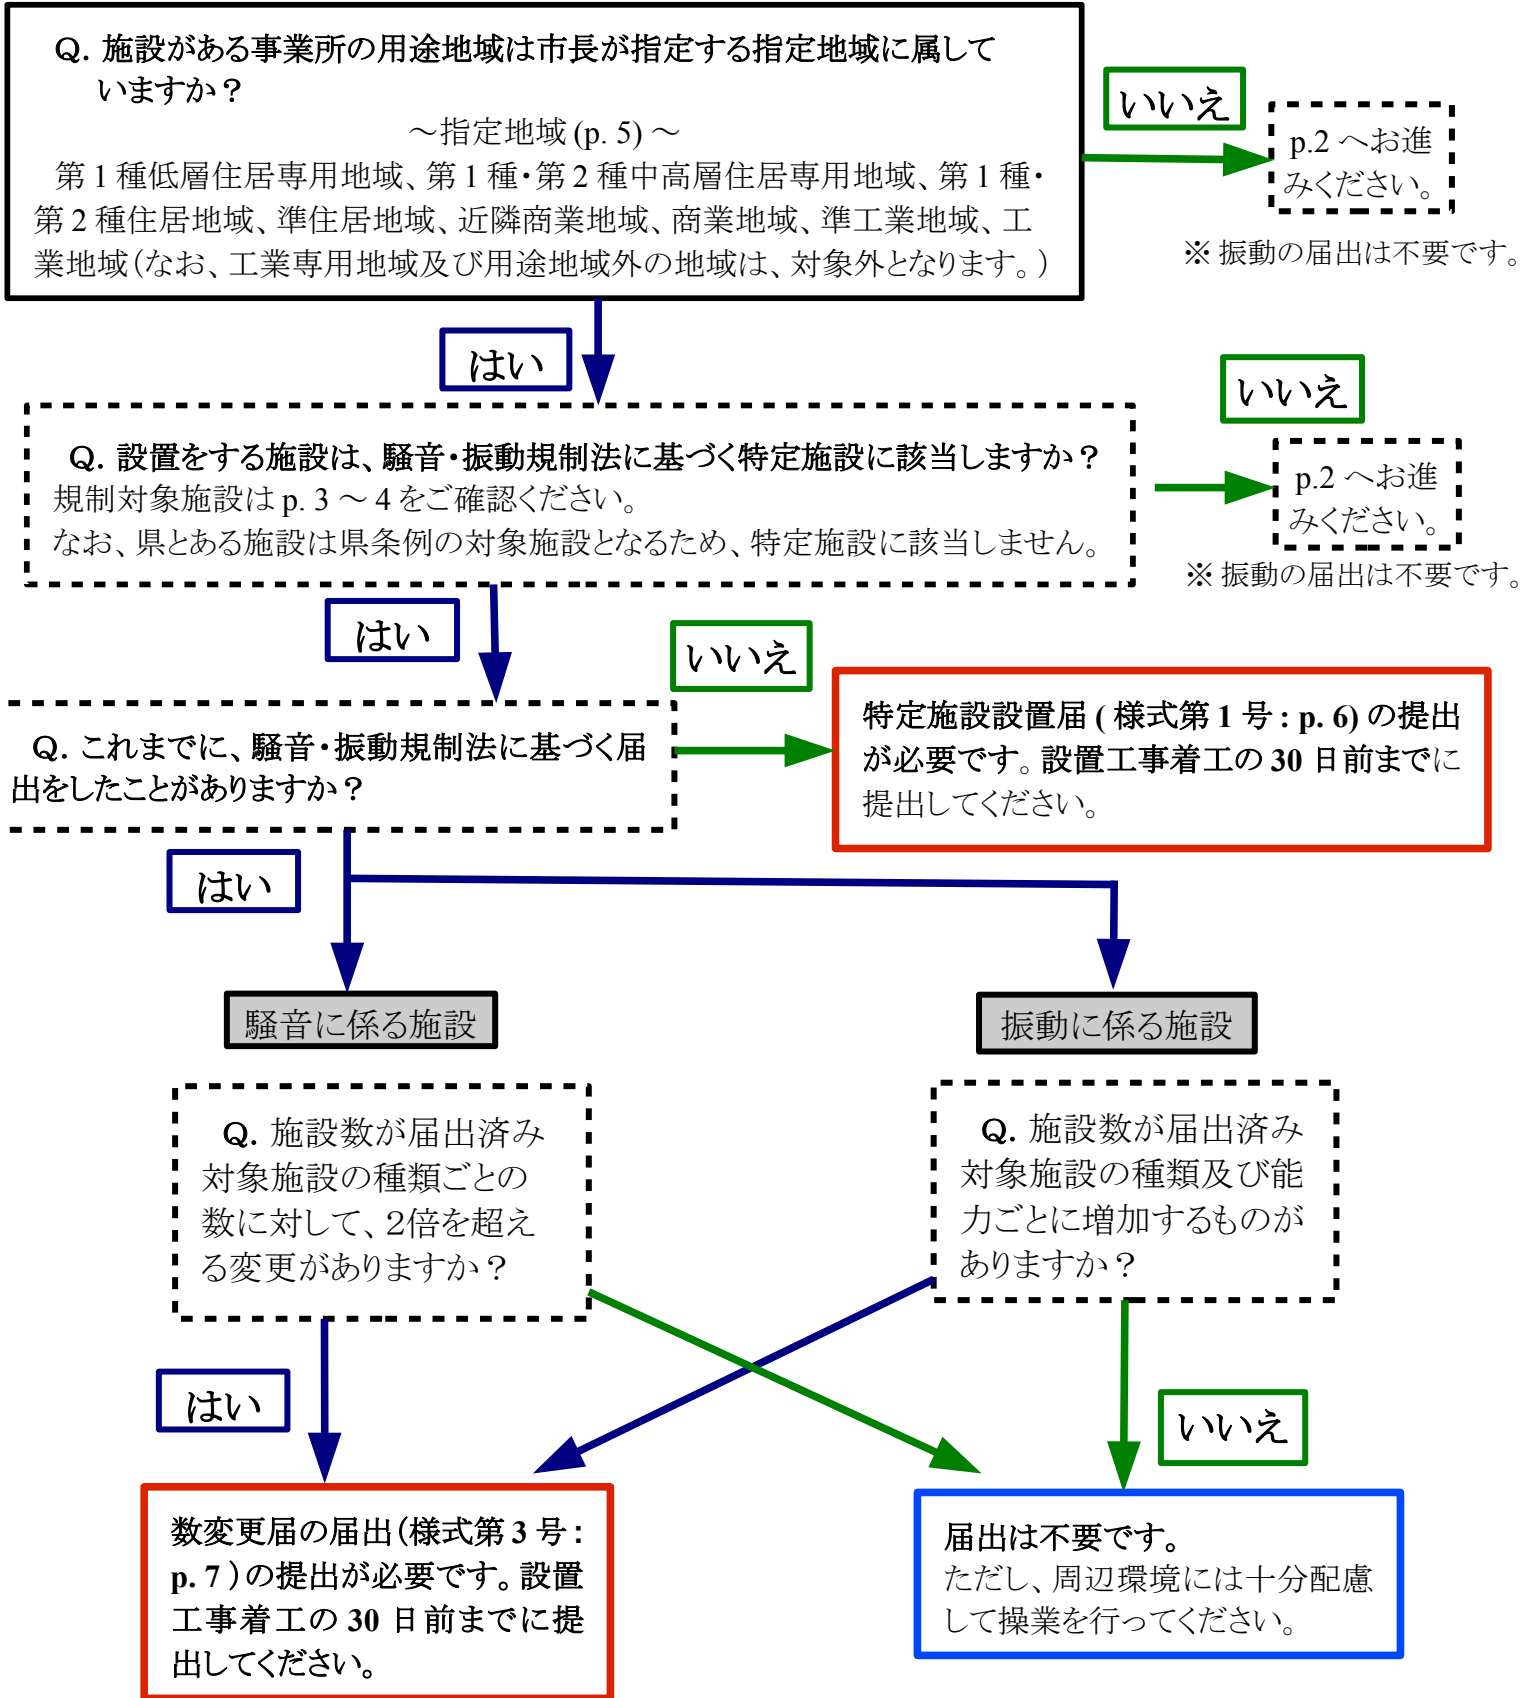 Q. 施設がある事業所の用途地域は市長が指定する指定地域に属して
いますか？
～指定地域 (p. 5) ～
第1種低層住居専用地域、第1種・第2種中高層住居専用地域、第1種・
第2種住居地域、準住居地域、近隣商業地域、商業地域、準工業地域、工
業地域（なお、工業専用地域及び用途地域外の地域は、対象外となります。）
いいえ
p.2 へお進
みください。
※ 振動の届出は不要です。
はい
Q. 設置をする施設は、騒音・振動規制法に基づく特定施設に該当しますか？
規制対象施設は p. 3 ～ 4 をご確認ください。
なお、県とある施設は県条例の対象施設となるため、特定施設に該当しません。
いいえ
p.2 へお進
みください。
※ 振動の届出は不要です。
はい
Q. これまでに、騒音・振動規制法に基づく届
出をしたことがありますか？
いいえ
特定施設設置届 ( 様式第 1 号 : p. 6) の提出
が必要です。設置工事着工の 30 日前までに
提出してください。
はい
騒音に係る施設
振動に係る施設
Q. 施設数が届出済み
対象施設の種類ごとの
数に対して、2倍を超え
る変更がありますか？
Q. 施設数が届出済み
対象施設の種類及び能
力ごとに増加するものが
ありますか？
はい
いいえ
数変更届の届出（様式第 3 号 :
p. 7 ）の提出が必要です。設置
工事着工の 30 日前までに提
出してください。
届出は不要です。
ただし、周辺環境には十分配慮
して操業を行ってください。